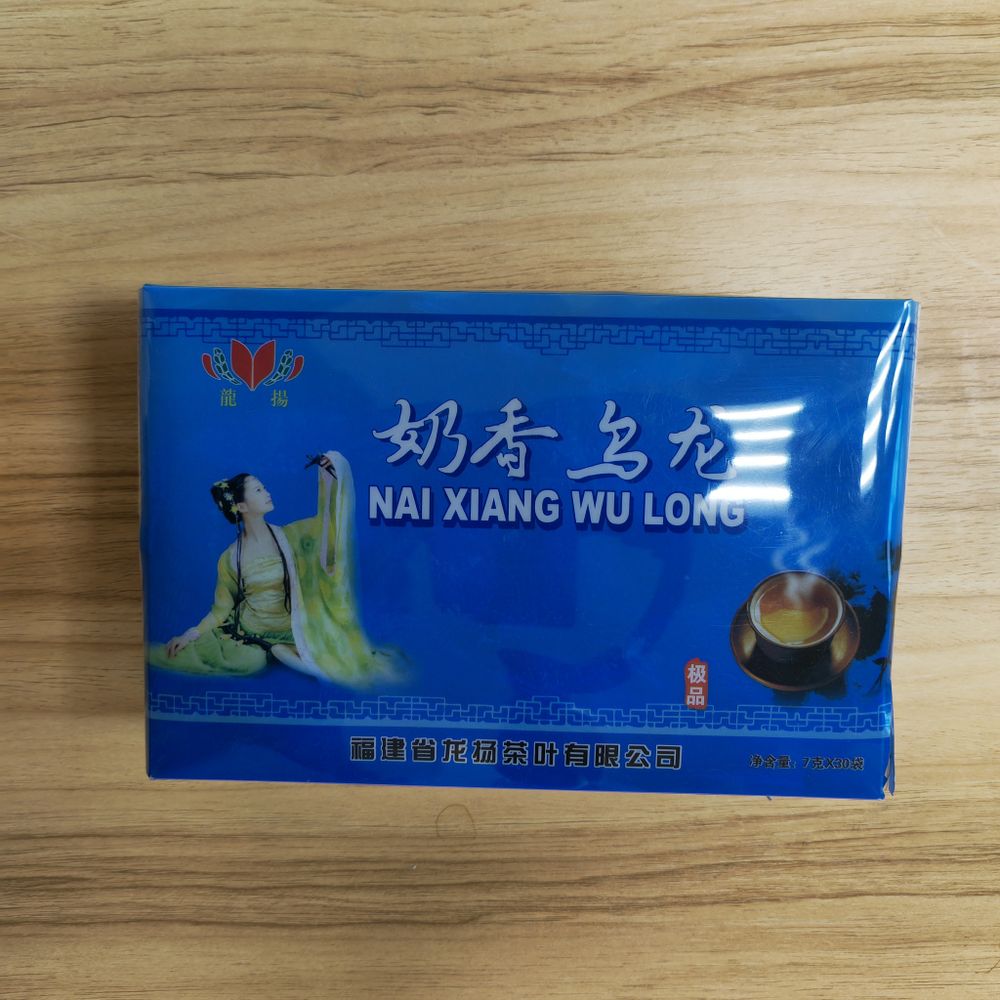 龍揚
奶香乌龙
NAI XIANG WU LONG
极品
福建省龙扬茶叶有限公司
净含量：7克X30袋